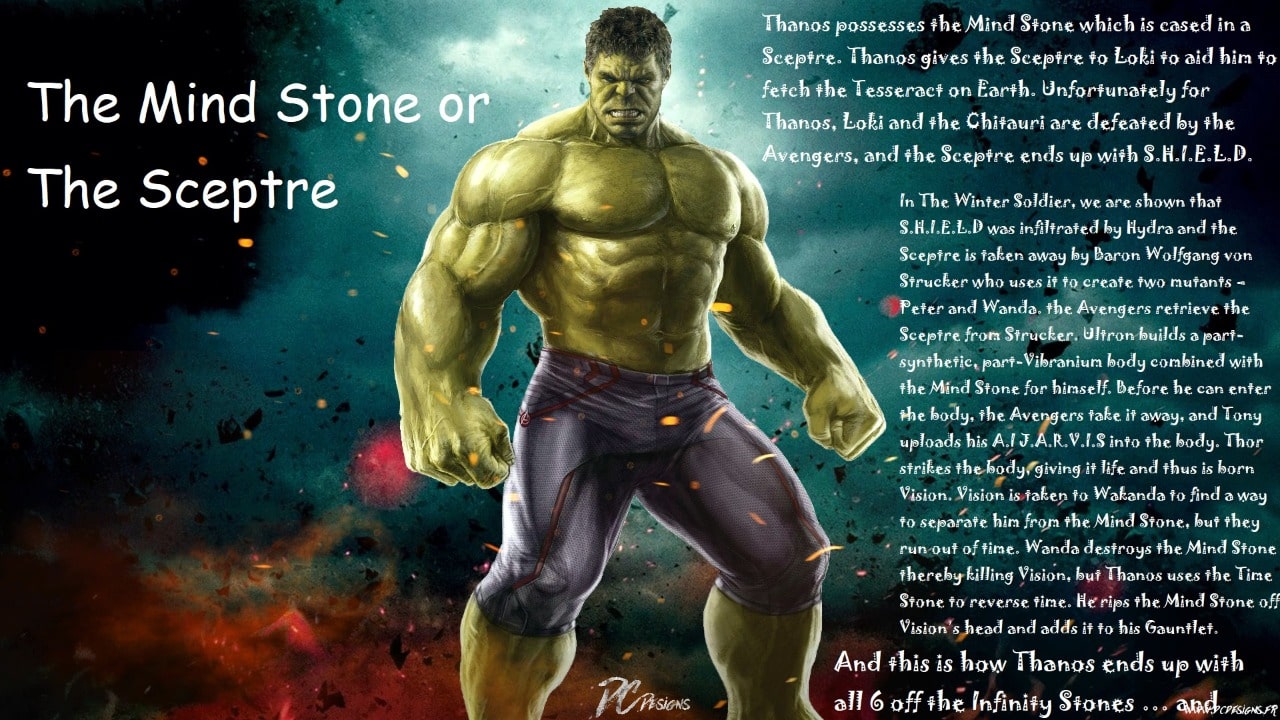 The Mind Stone or
The Sceptre
Thanos possesses the Mind Stone which is cased in a
Sceptre. Thanos gives the Sceptre to Loki to aid him to
fetch the Tesseract on Earth. Unfortunately for
Thanos, Loki and the Chitauri are defeated by the
Avengers, and the Sceptre ends up with S.H.I.E.L.D.
In The Winter Soldier, we are shown that
S.H.I.E.L.D was infiltrated by Hydra and the
Sceptre is taken away by Baron Wolfgang von
Strucker who uses it to create two mutants –
Peter and Wanda. the Avengers retrieve the
Sceptre from Strucker. Ultron builds a part-
synthetic, part-Vibranium body combined with
the Mind Stone for himself. Before he can enter
the body, the Avengers take it away, and Tony
uploads his A.I J.A.R.V.I.S into the body. Thor
strikes the body, giving it life and thus is born
Vision. Vision is taken to Wakanda to find a way
to separate him from the Mind Stone, but they
run out of time. Wanda destroys the Mind Stone
thereby killing Vision, but Thanos uses the Time
Stone to reverse time. He rips the Mind Stone off
Vision's head and adds it to his Gauntlet.
And this is how Thanos ends up with
all 6 off the Infinity Stones ... and
DC DESIGNS
WWW.DCDESIGNS.FR